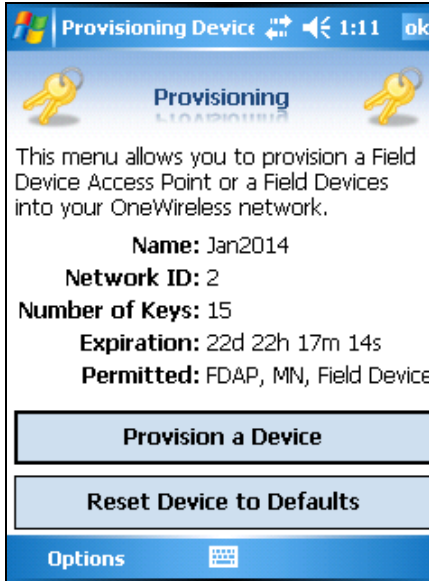 Provisioning Device 1:11 ok
Provisioning
This menu allows you to provision a Field
Device Access Point or a Field Devices
into your OneWireless network.
Name: Jan2014
Network ID: 2
Number of Keys: 15
Expiration: 22d 22h 17m 14s
Permitted: FDAP, MN, Field Device
Provision a Device
Reset Device to Defaults
Options